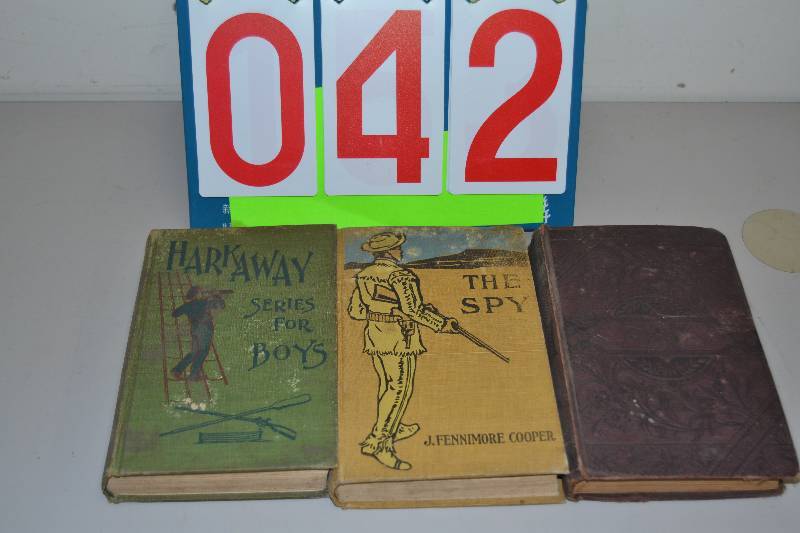 042
HARKAWAY
SERIES
FOR
BOYS
THE
SPY
J. FENNIMORE COOPER